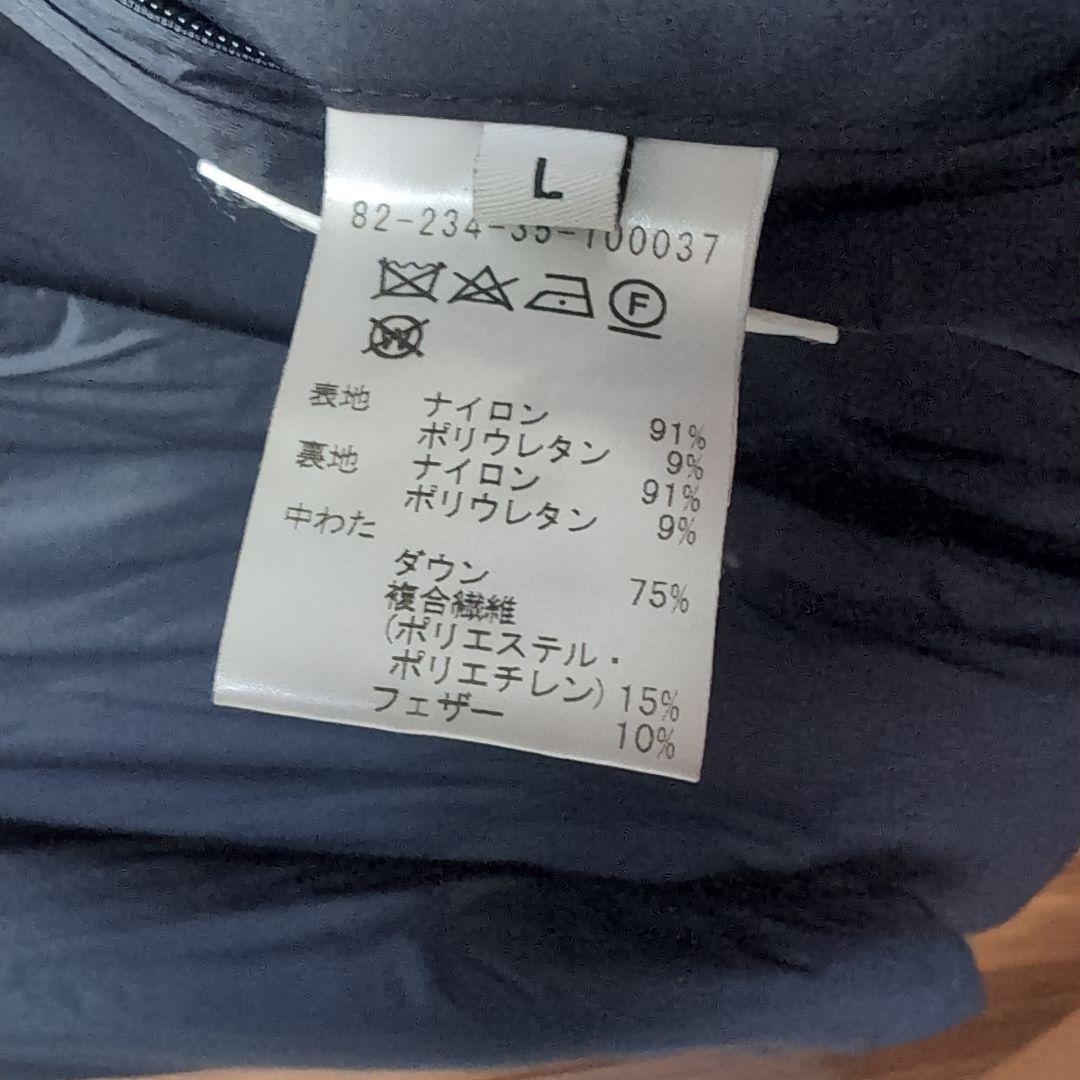 L
82-234-35-100037
F
W
表地 ナイロン 91%
ポリウレタン 9%
裏地 ナイロン 91%
ポリウレタン 9%
中わた
ダウン 75%
複合繊維
(ポリエステル・
ポリエチレン) 15%
フェザー 10%